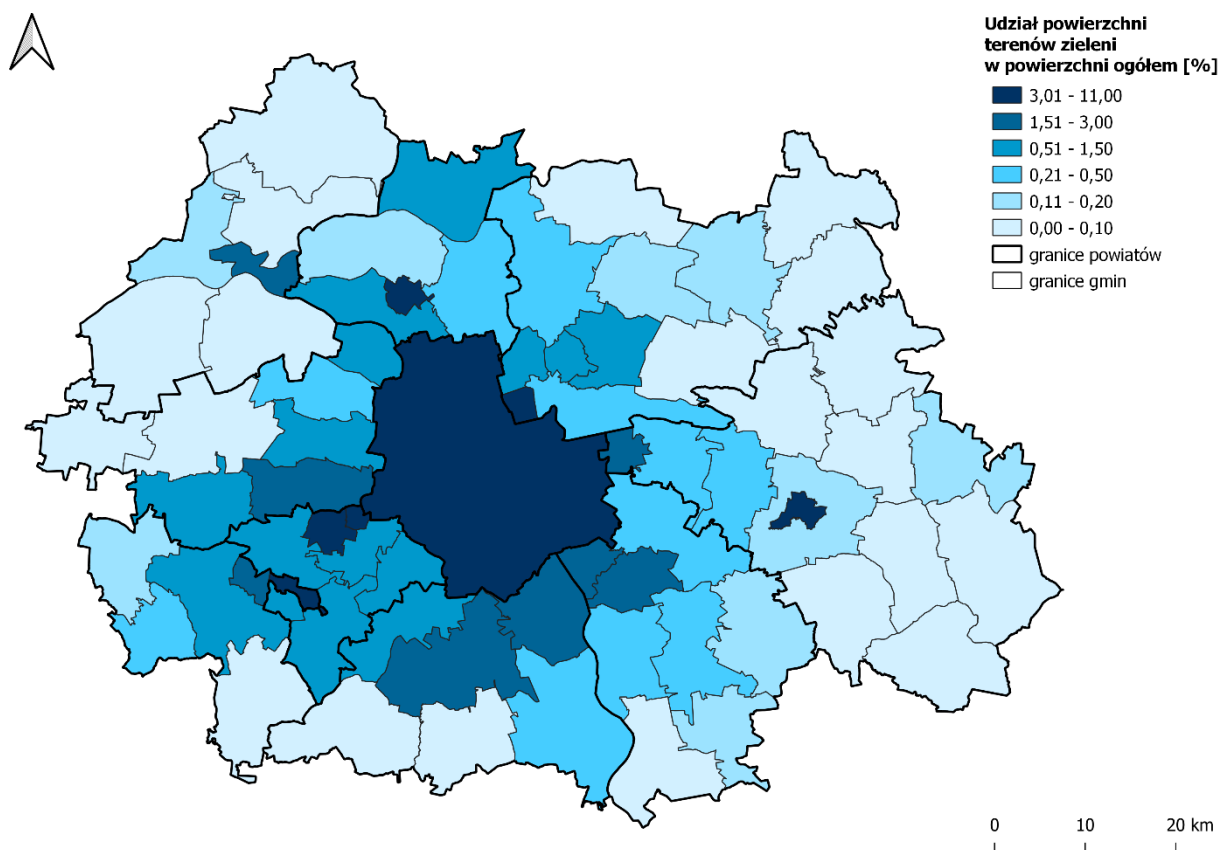 Udział powierzchni
terenów zieleni
w powierzchni ogółem [%]
3,01 - 11,00
1,51 - 3,00
0,51 - 1,50
0,21 - 0,50
0,11 - 0,20
0,00 - 0,10
granice powiatów
granice gmin
0 10 20 km